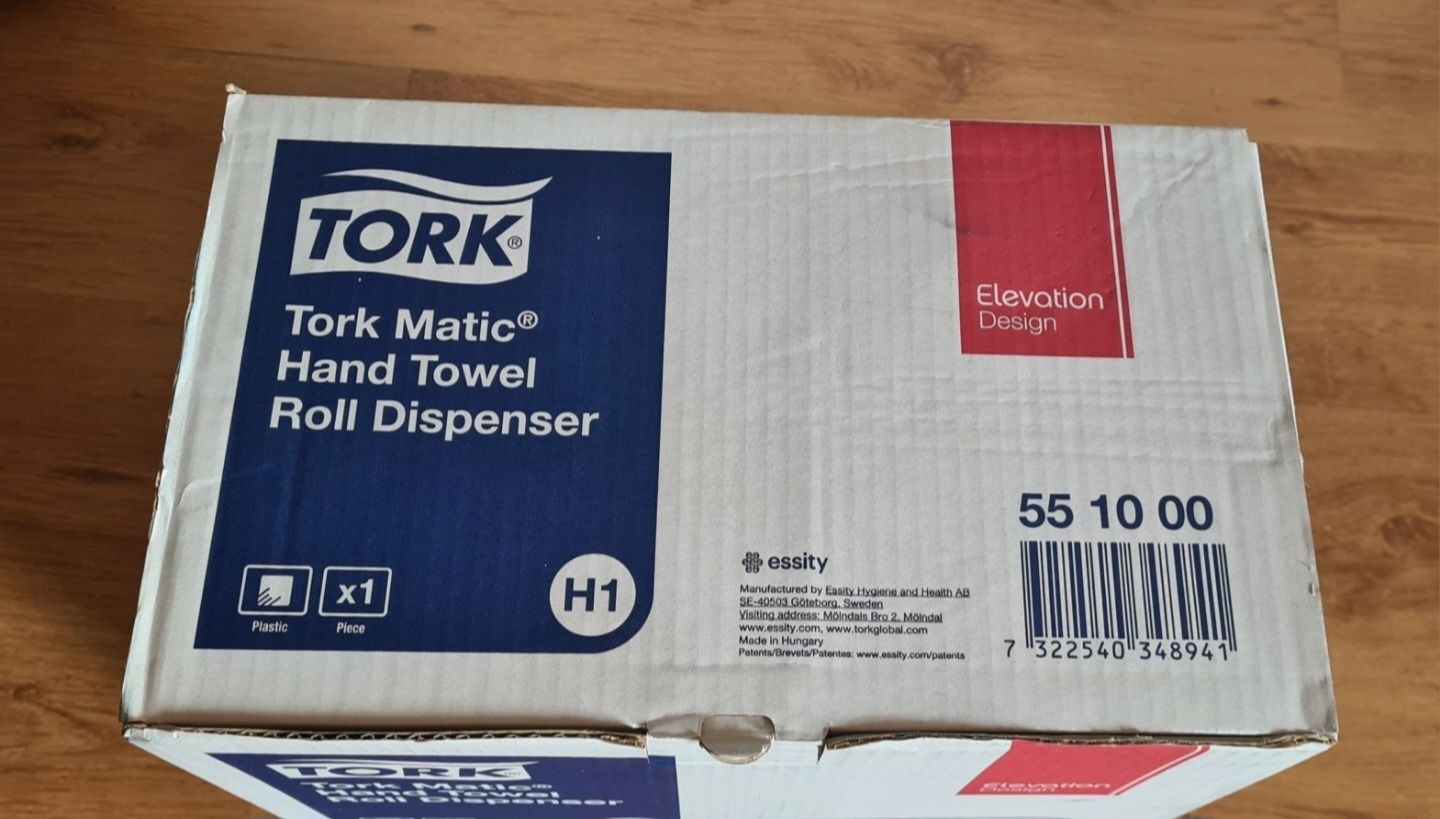 TORK®
Tork Matic®
Hand Towel
Roll Dispenser
Plastic
x1
Piece
H1
Elevation
Design
essity
Manufactured by Essity Hygiene and Health AB
SE-40503 Göteborg, Sweden
Visiting address: Mölndals Bro 2, Mölndal
www.essity.com, www.torkglobal.com
Made in Hungary
Patents/Brevets/Patentes: www.essity.com/patents
55 10 00
7 322540 348941
TORK®
Tork Matic®
Hand Towel
Roll Dispenser
Elevation
Design